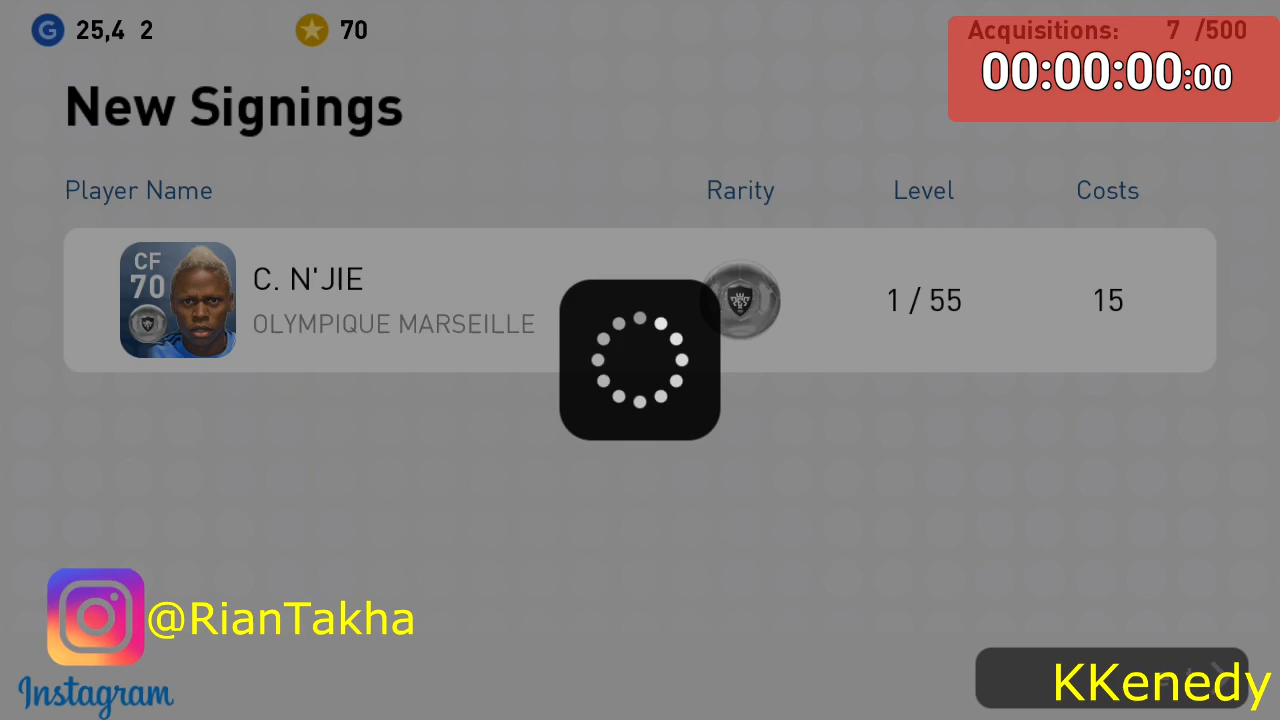 25,4 2
70
Acquisitions: 7 /500
00:00:00:00
New Signings
Player Name Rarity Level Costs
CF
70
C. N'JIE
OLYMPIQUE MARSEILLE
1 / 55
15
@RianTakha
Instagram
KKenedy